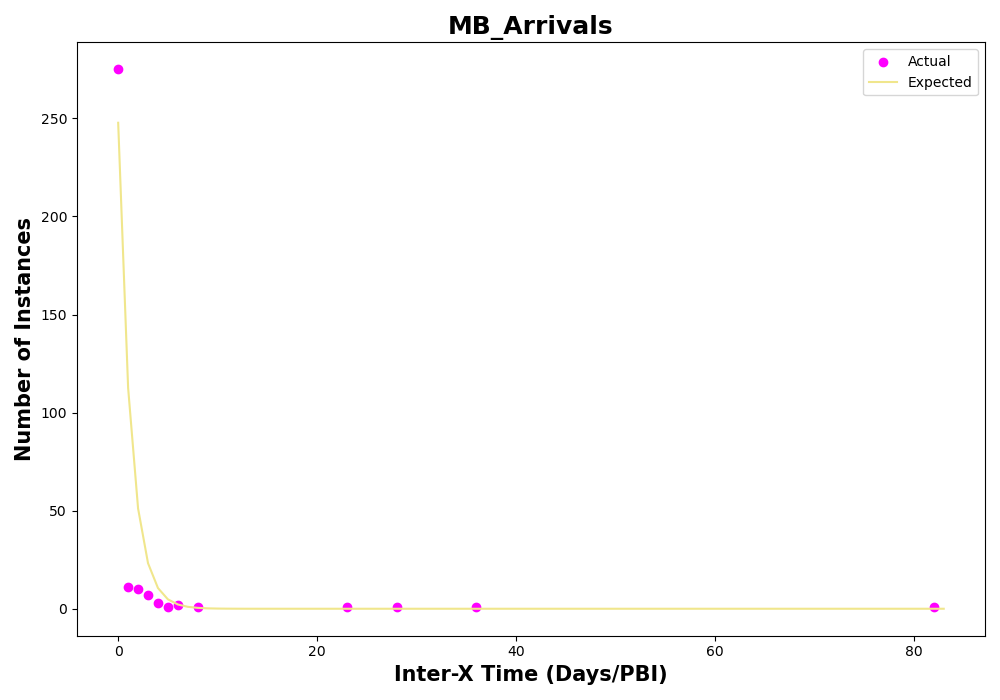 MB_Arrivals
Actual
Expected
250
200
150
100
50
0
Number of Instances
0 20 40 60 80
Inter-X Time (Days/PBI)